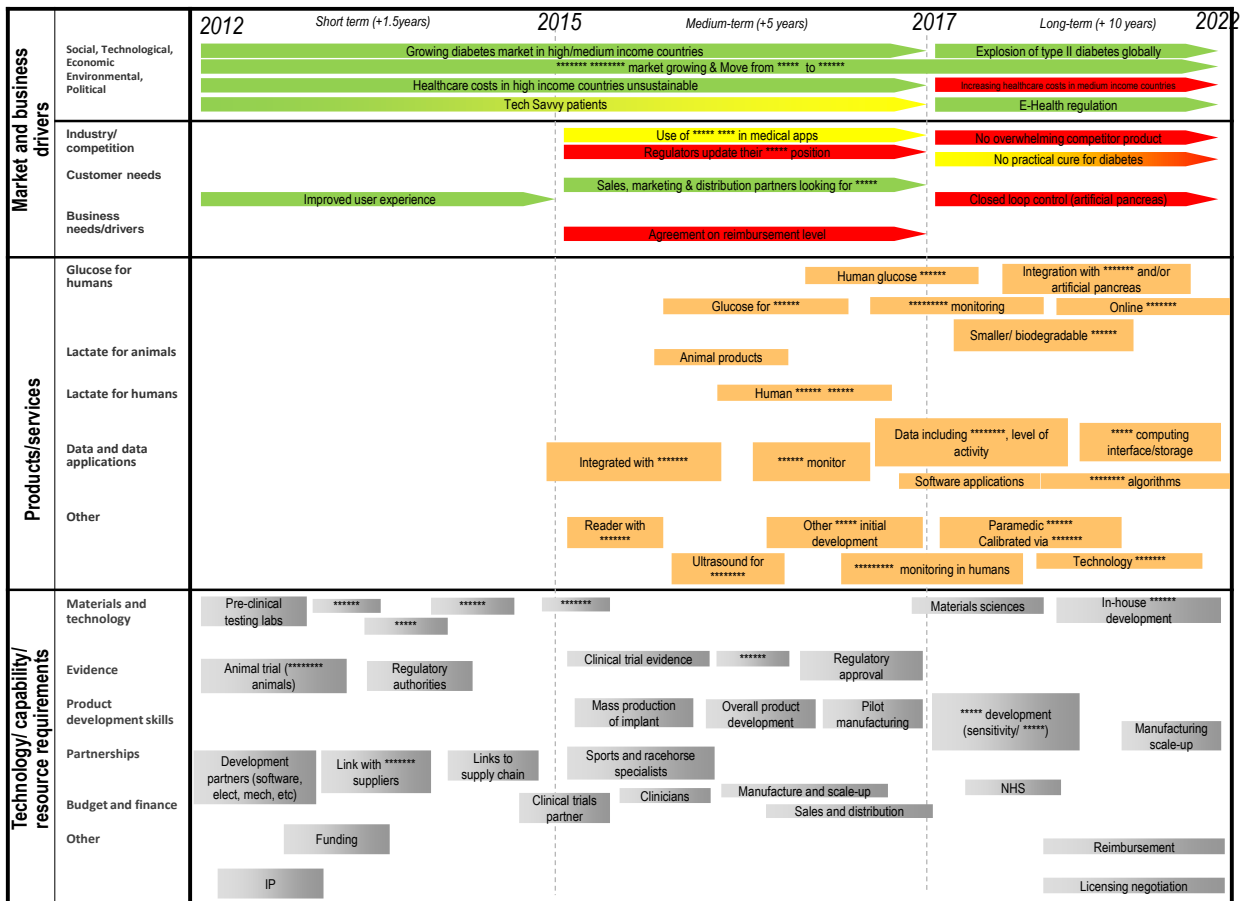 2012
Short term (+1.5years)
2015
Medium-term (+5 years)
2017
Long-term (+ 10 years)
2022
Market and business
drivers
Social, Technological,
Economic
Environmental,
Political
Growing diabetes market in high/medium income countries
Explosion of type II diabetes globally
******* ******** market growing & Move from ***** to ******
Healthcare costs in high income countries unsustainable
Increasing healthcare costs in medium income countries
Tech Savvy patients
E-Health regulation
Industry/
competition
Use of ***** **** in medical apps
No overwhelming competitor product
Regulators update their ***** position
No practical cure for diabetes
Customer needs
Sales, marketing & distribution partners looking for *****
Improved user experience
Closed loop control (artificial pancreas)
Business
needs/drivers
Agreement on reimbursement level
Products/services
Glucose for
humans
Human glucose ******
Integration with ******* and/or
artificial pancreas
Glucose for ******
********* monitoring
Online *******
Smaller/ biodegradable ******
Lactate for animals
Animal products
Lactate for humans
Human ****** ******
Data and data
applications
Integrated with *******
****** monitor
Data including ********, level of
activity
***** computing
interface/storage
Software applications
******** algorithms
Other
Reader with
*******
Other ***** initial
development
Paramedic ******
Calibrated via *******
Ultrasound for
********
********* monitoring in humans
Technology *******
Technology/ capability/
resource requirements
Materials and
technology
Pre-clinical
testing labs
******
*****
******
*******
Materials sciences
In-house ******
development
Evidence
Animal trial (********
animals)
Regulatory
authorities
Clinical trial evidence
******
Regulatory
approval
Product
development skills
Mass production
of implant
Overall product
development
Pilot
manufacturing
***** development
(sensitivity/ *****)
Manufacturing
scale-up
Partnerships
Development
partners (software,
elect, mech, etc)
Link with *******
suppliers
Links to
supply chain
Sports and racehorse
specialists
Clinical trials
partner
Clinicians
Manufacture and scale-up
Sales and distribution
NHS
Budget and finance
Other
Funding
Reimbursement
IP
Licensing negotiation